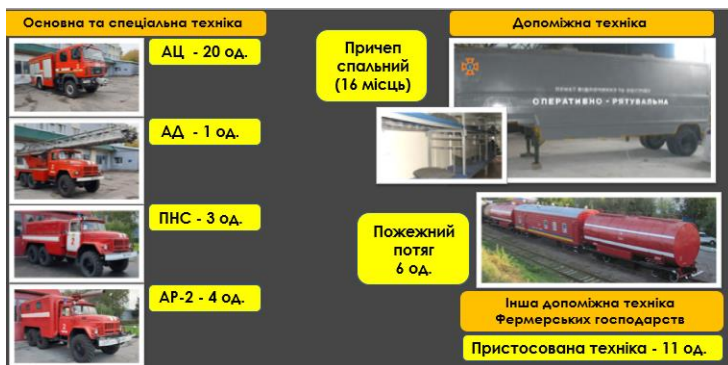 Основна та спеціальна техніка
АЦ - 20 од.
АД - 1 од.
ПНС - 3 од.
АР-2 - 4 од.
Допоміжна техніка
Причеп
спальний
(16 місць)
ОПЕРАТИВНО - РЯТУВАЛЬНА
Пожежний
потяг
6 од.
Інша допоміжна техніка
Фермерських господарств
Пристосована техніка - 11 од.